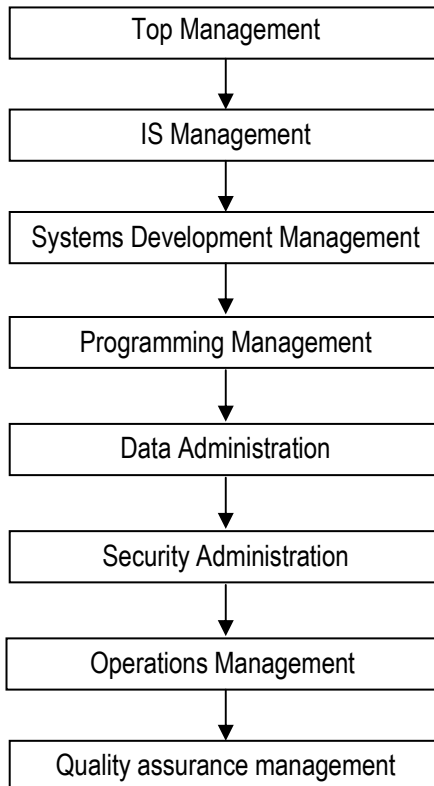 Top Management
IS Management
Systems Development Management
Programming Management
Data Administration
Security Administration
Operations Management
Quality assurance management